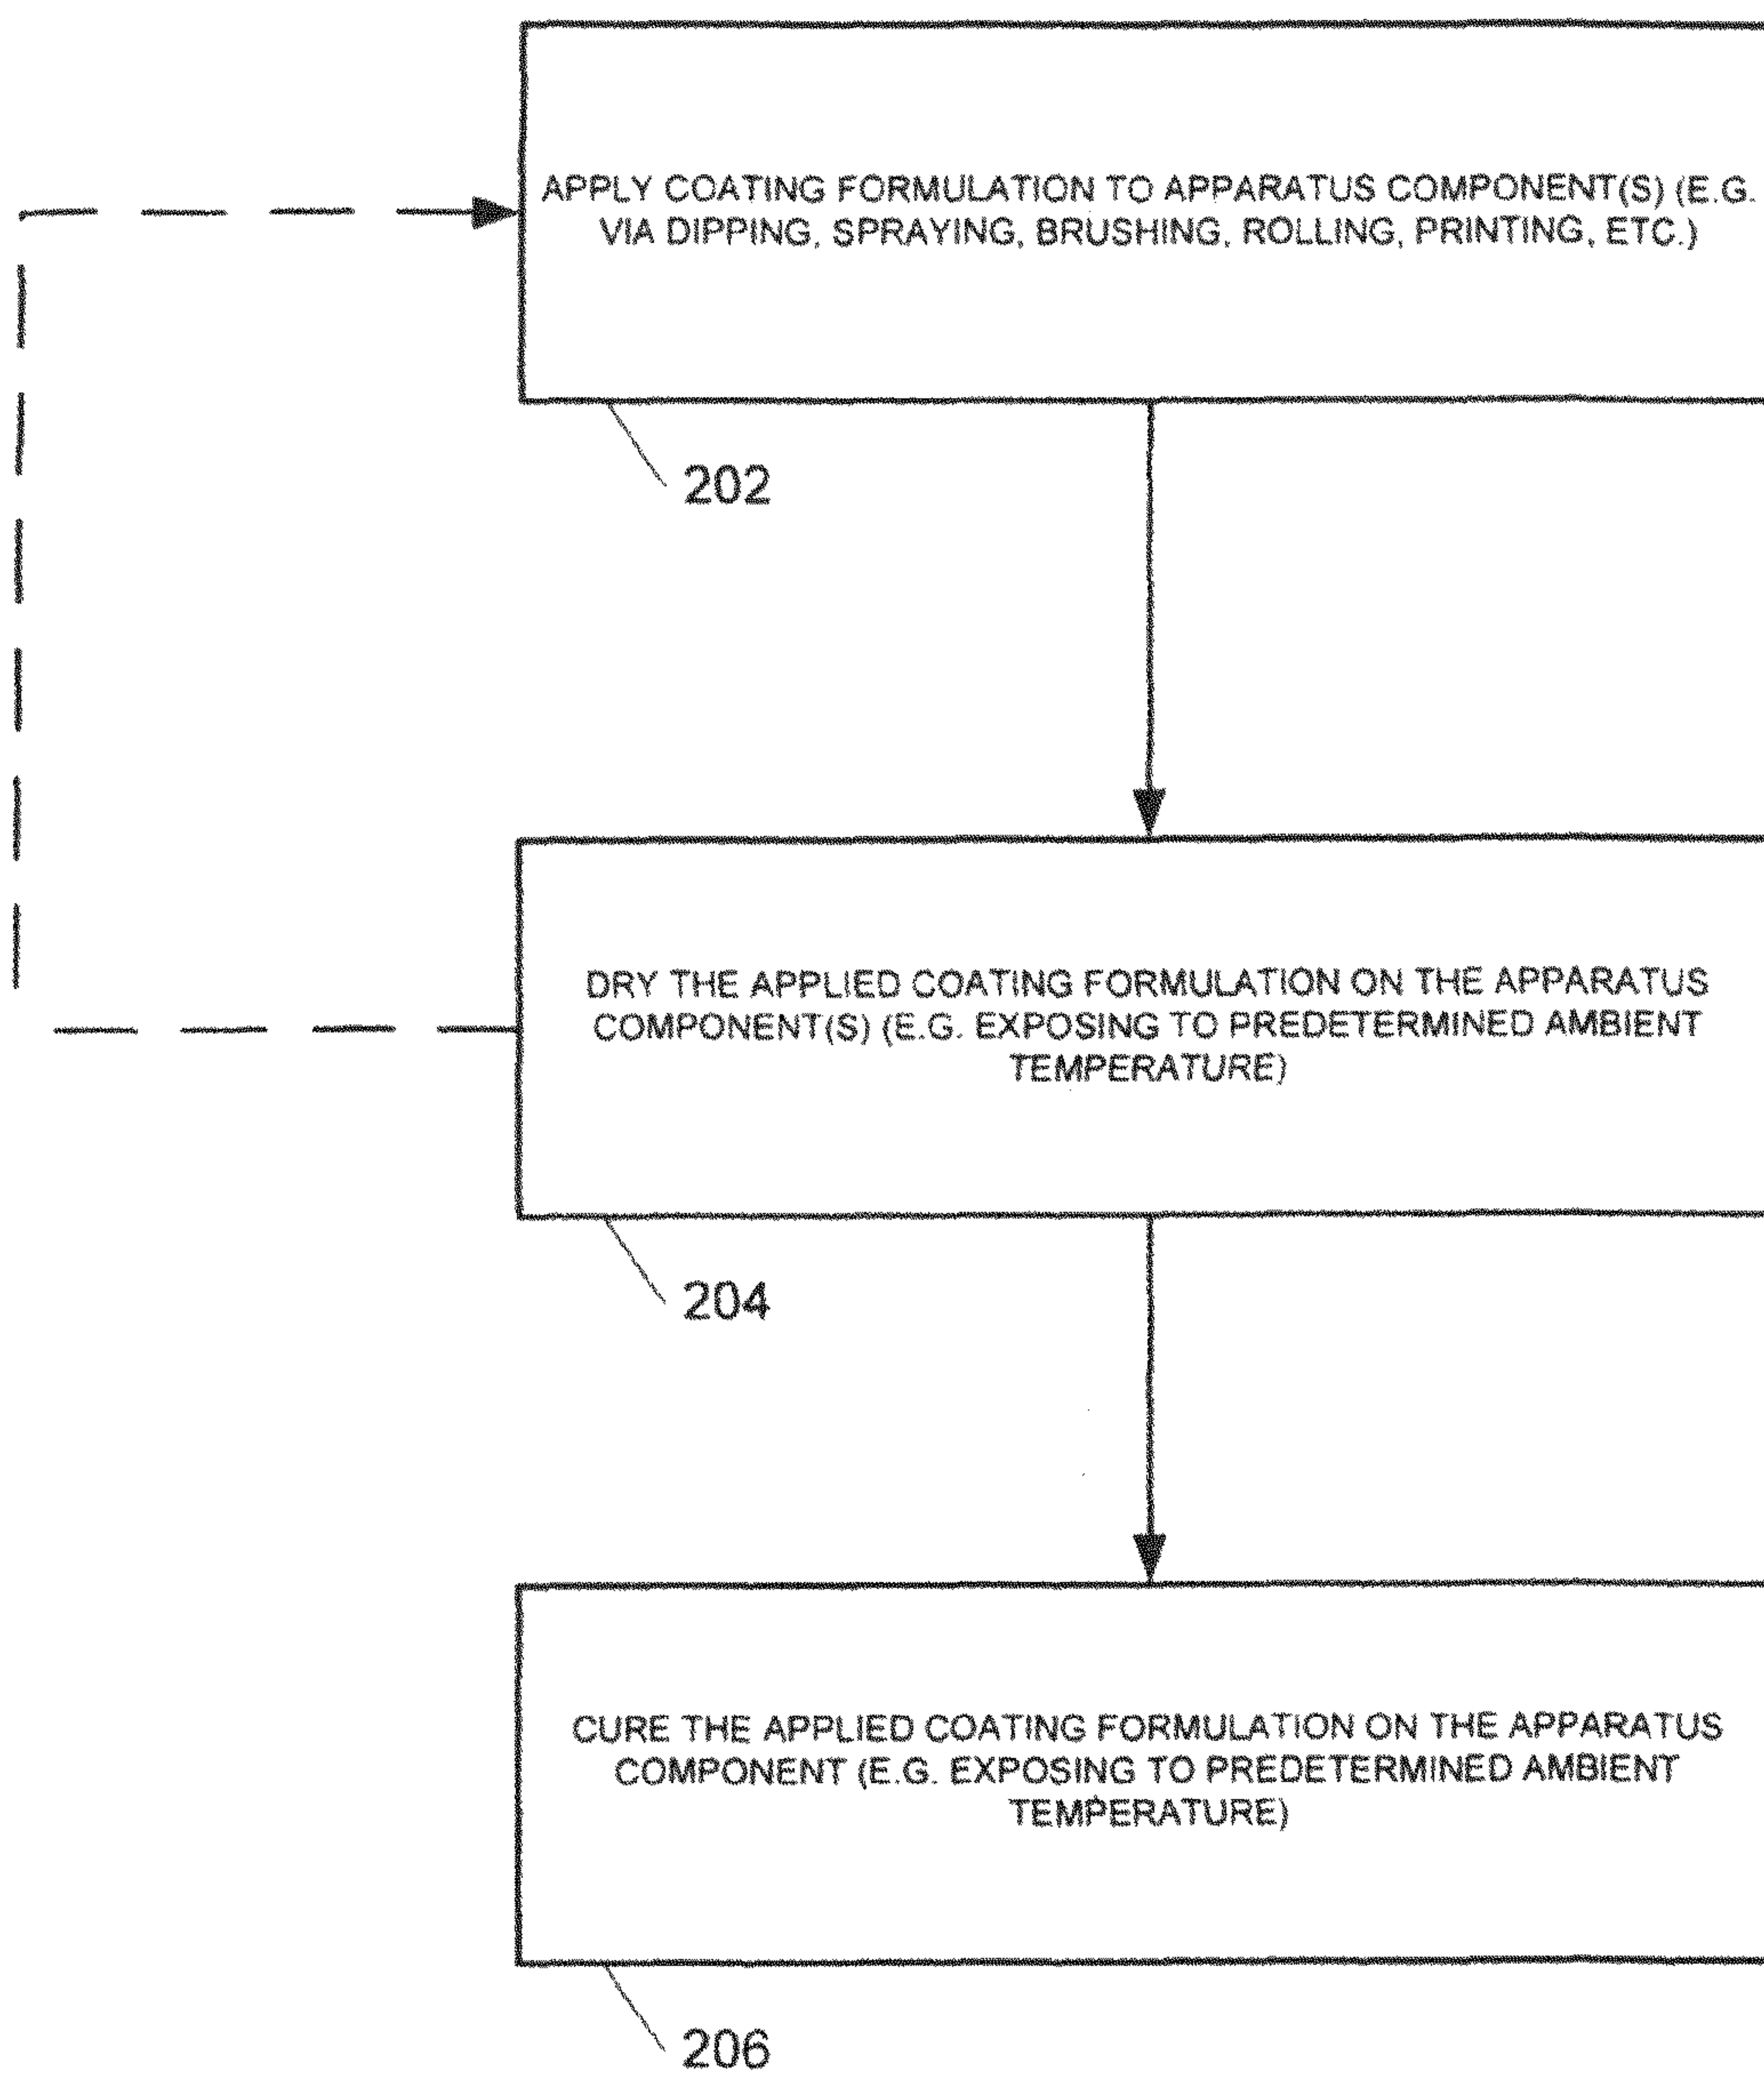 APPLY COATING FORMULATION TO APPARATUS COMPONENT(S) (E.G.
VIA DIPPING, SPRAYING, BRUSHING, ROLLING, PRINTING, ETC.)
202
DRY THE APPLIED COATING FORMULATION ON THE APPARATUS
COMPONENT(S) (E.G. EXPOSING TO PREDETERMINED AMBIENT
TEMPERATURE)
204
CURE THE APPLIED COATING FORMULATION ON THE APPARATUS
COMPONENT (E.G. EXPOSING TO PREDETERMINED AMBIENT
TEMPERATURE)
206